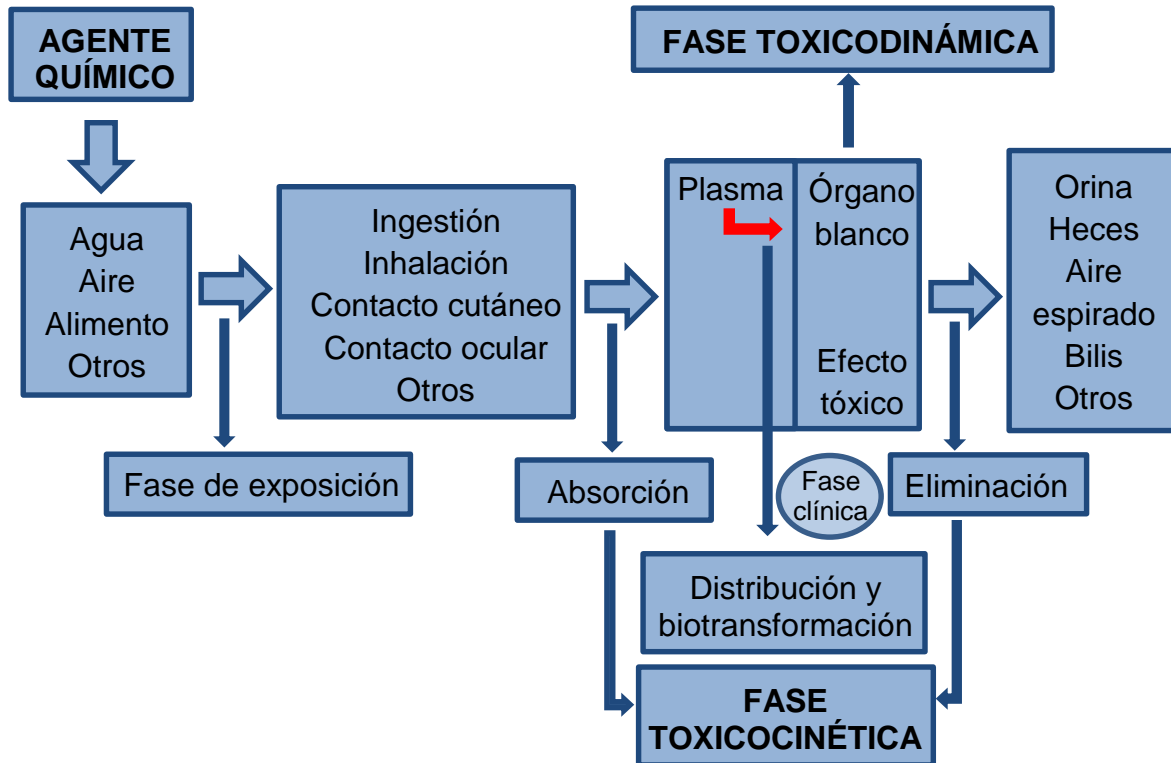 AGENTE
QUÍMICO
FASE TOXICODINÁMICA
Agua
Aire
Alimento
Otros
Ingestión
Inhalación
Contacto cutáneo
Contacto ocular
Otros
Plasma
Órgano
blanco
Efecto
tóxico
Orina
Heces
Aire
espirado
Bilis
Otros
Fase de exposición
Absorción
Fase
clínica
Eliminación
Distribución y
biotransformación
FASE
TOXICOCINÉTICA